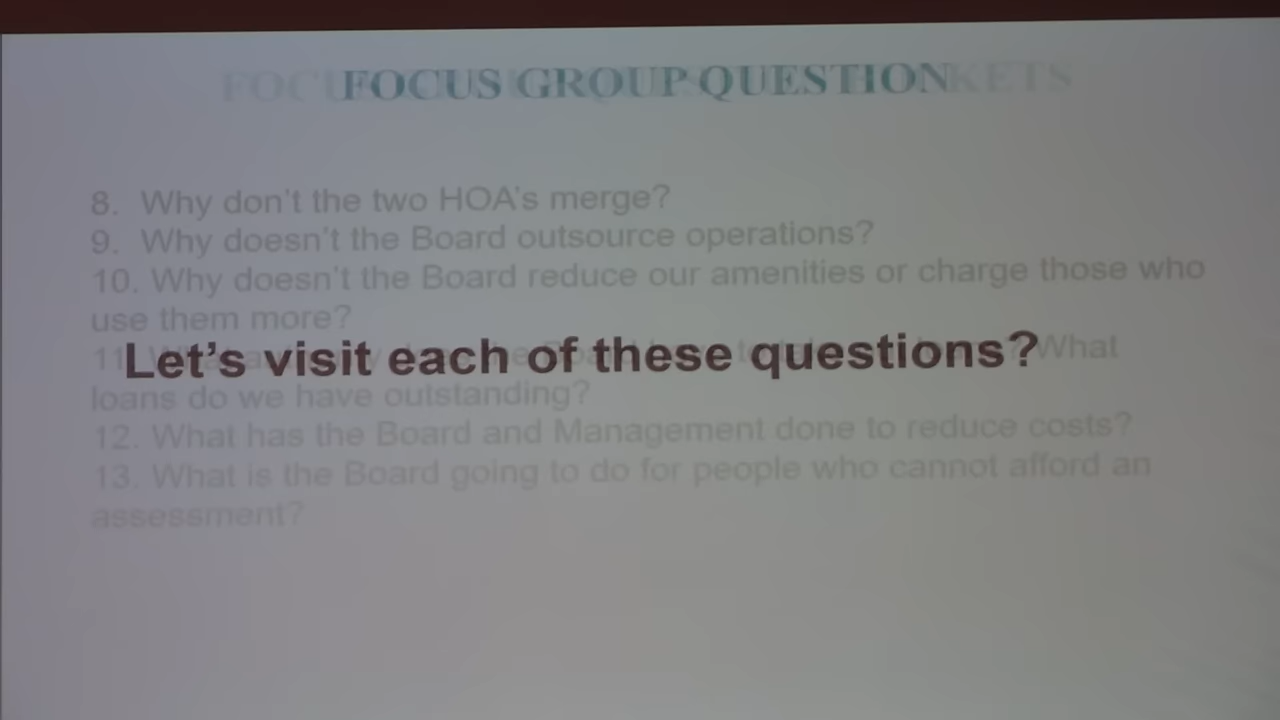 FOCUS GROUP QUESTION
8. Why don't the two HOA's merge?
9. Why doesn't the Board outsource operations?
10. Why doesn't the Board reduce our amenities or charge those who
use them more?
Let's visit each of these questions?
11. What
loans do we have outstanding?
12. What has the Board and Management done to reduce costs?
13. What is the Board going to do for people who cannot afford an
assessment?